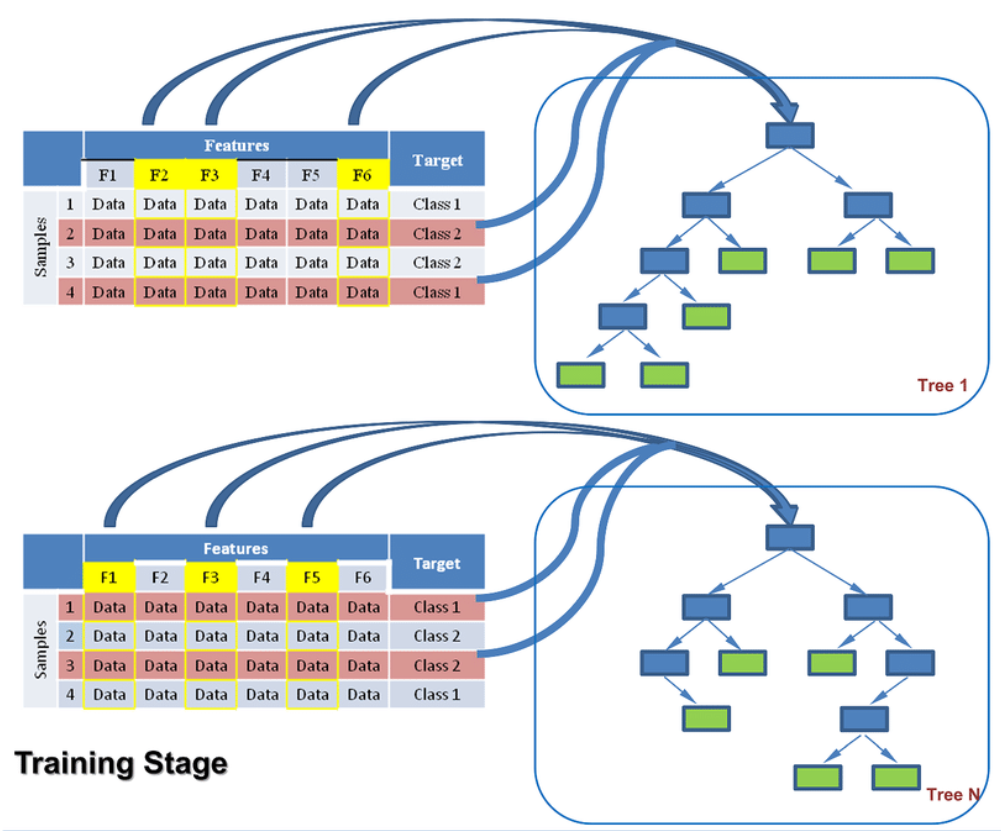 Features
Target
F1 F2 F3 F4 F5 F6
Samples
1 Data Data Data Data Data Data Class 1
2 Data Data Data Data Data Data Class 2
3 Data Data Data Data Data Data Class 2
4 Data Data Data Data Data Data Class 1
Tree 1
Features
Target
F1 F2 F3 F4 F5 F6
Samples
1 Data Data Data Data Data Data Class 1
2 Data Data Data Data Data Data Class 2
3 Data Data Data Data Data Data Class 2
4 Data Data Data Data Data Data Class 1
Training Stage
Tree N